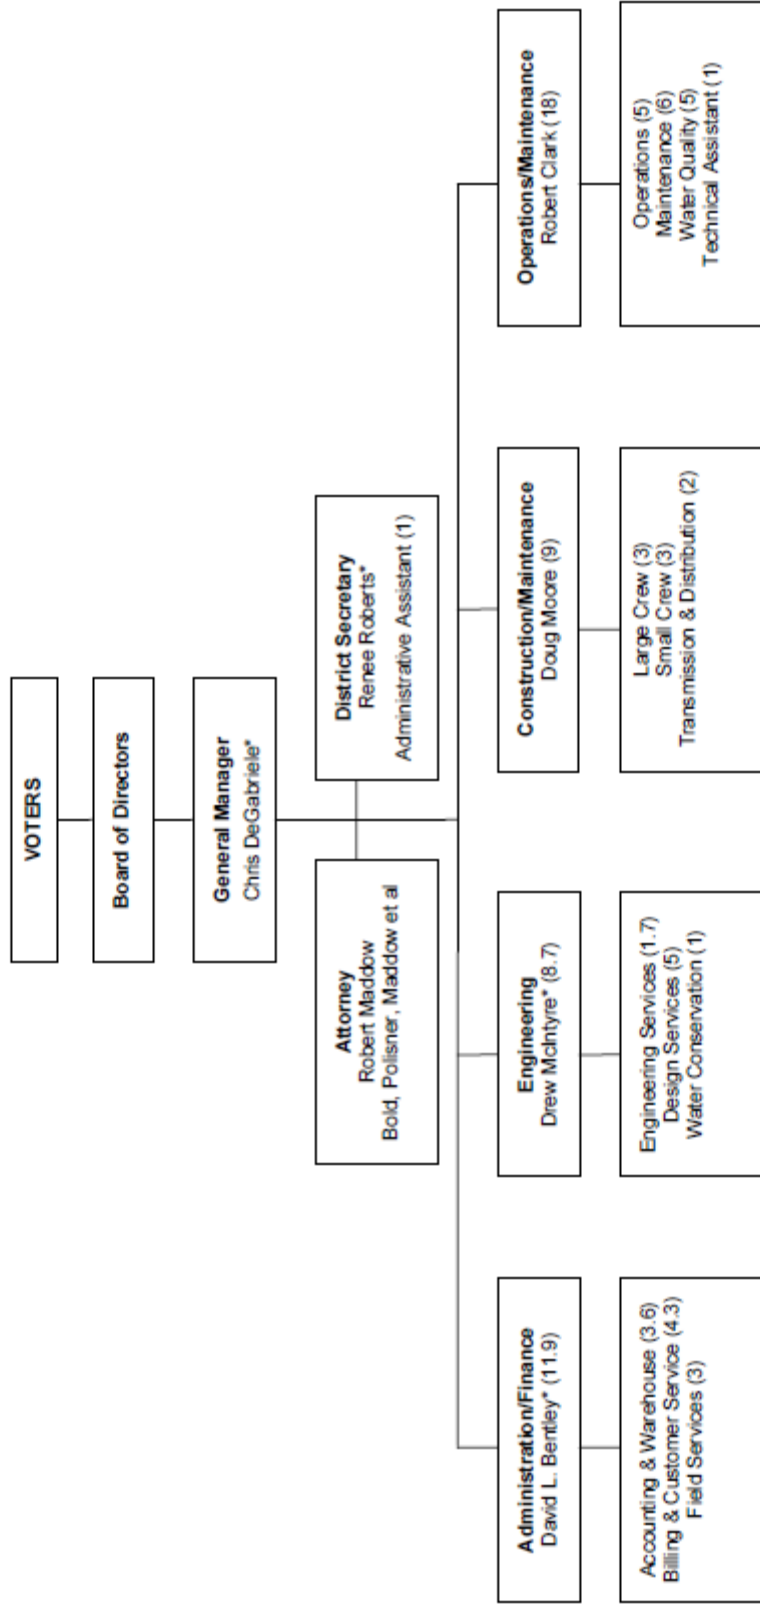 VOTERS
Board of Directors
General Manager
Chris DeGabriele*
Attorney
Robert Maddow
Bold, Polisner, Maddow et al
District Secretary
Renee Roberts*
Administrative Assistant (1)
Administration/Finance
David L. Bentley* (11.9)
Engineering
Drew McIntyre* (8.7)
Construction/Maintenance
Doug Moore (9)
Operations/Maintenance
Robert Clark (18)
Accounting & Warehouse (3.6)
Billing & Customer Service (4.3)
Field Services (3)
Engineering Services (1.7)
Design Services (5)
Water Conservation (1)
Large Crew (3)
Small Crew (3)
Transmission & Distribution (2)
Operations (5)
Maintenance (6)
Water Quality (5)
Technical Assistant (1)